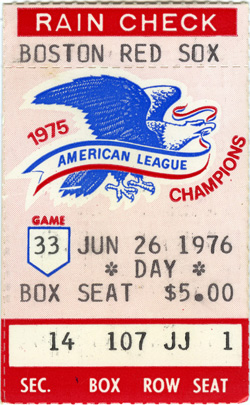 RAIN CHECK
BOSTON RED SOX
1975
AMERICAN LEAGUE
CHAMPIONS
GAME
33 JUN 26 1976
* DAY *
BOX SEAT $5.00
14 107 JJ 1
SEC. BOX ROW SEAT